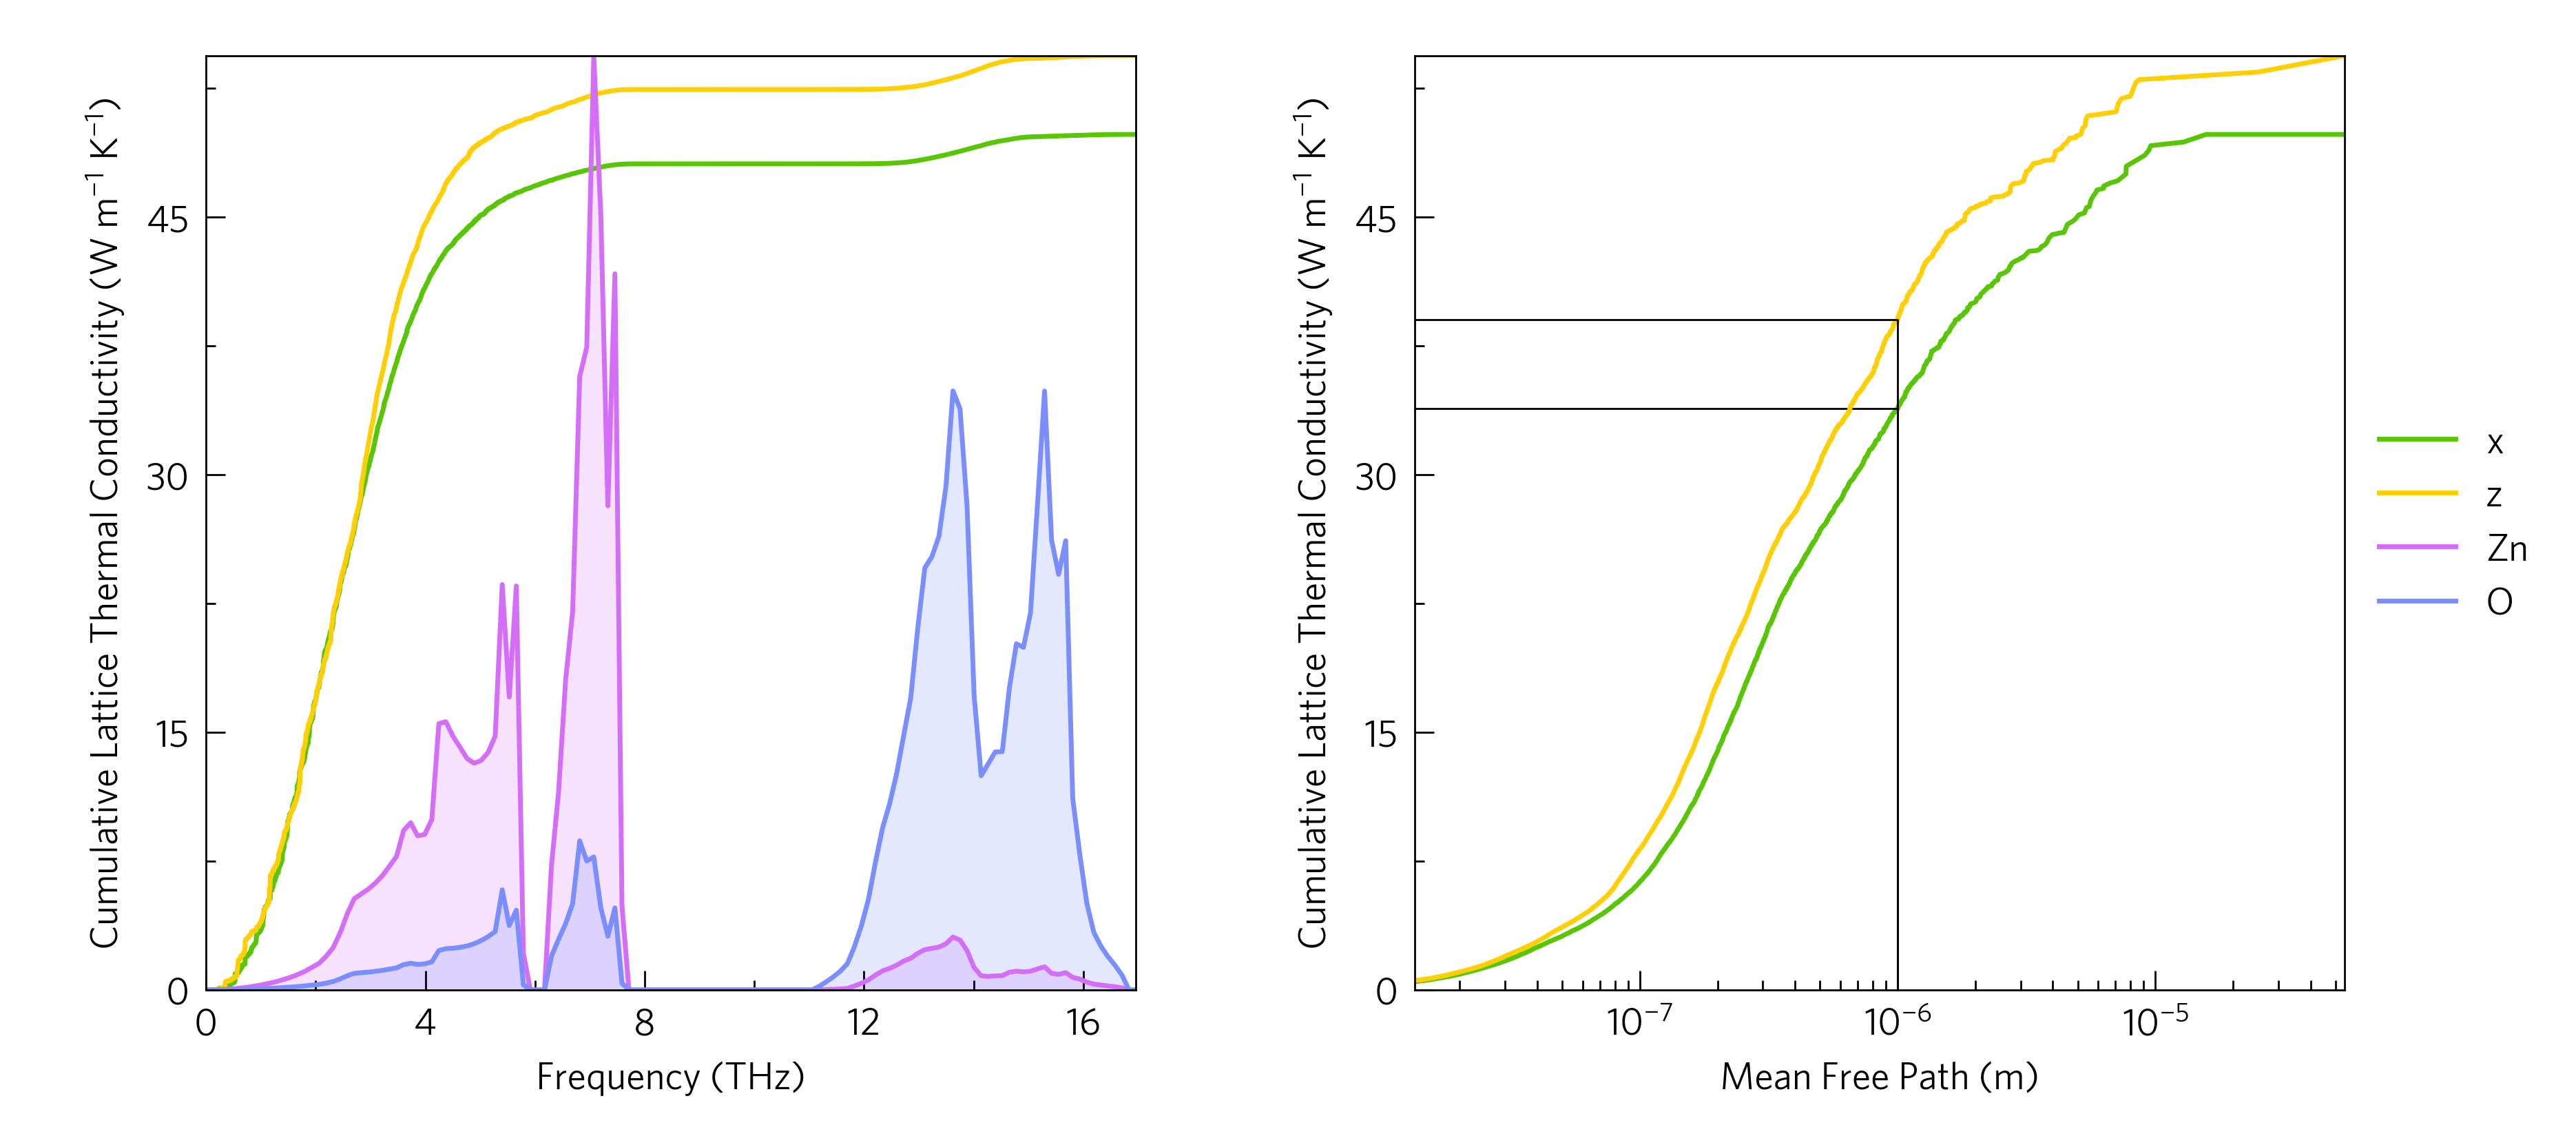 Cumulative Lattice Thermal Conductivity (W m⁻¹ K⁻¹)
45
30
15
0
0 4 8 12 16
Frequency (THz)
Cumulative Lattice Thermal Conductivity (W m⁻¹ K⁻¹)
45
30
15
0
10⁻⁷ 10⁻⁶ 10⁻⁵
Mean Free Path (m)
x
z
Zn
O